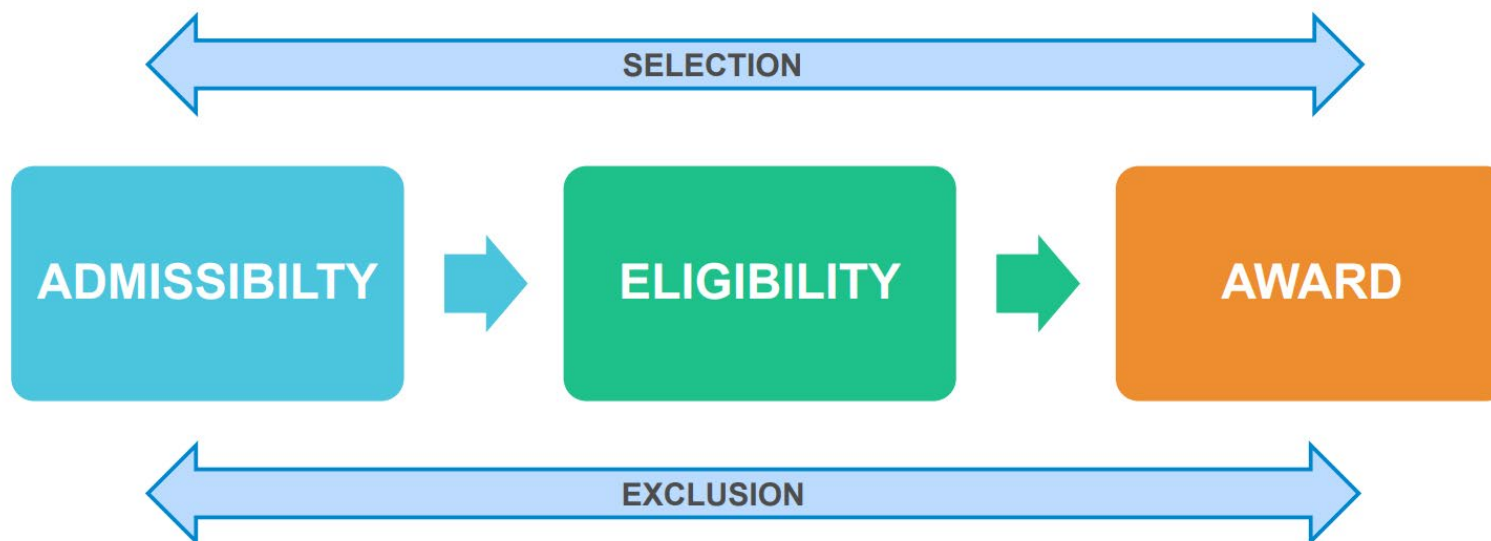 SELECTION
ADMISSIBILTY
ELIGIBILITY
AWARD
EXCLUSION